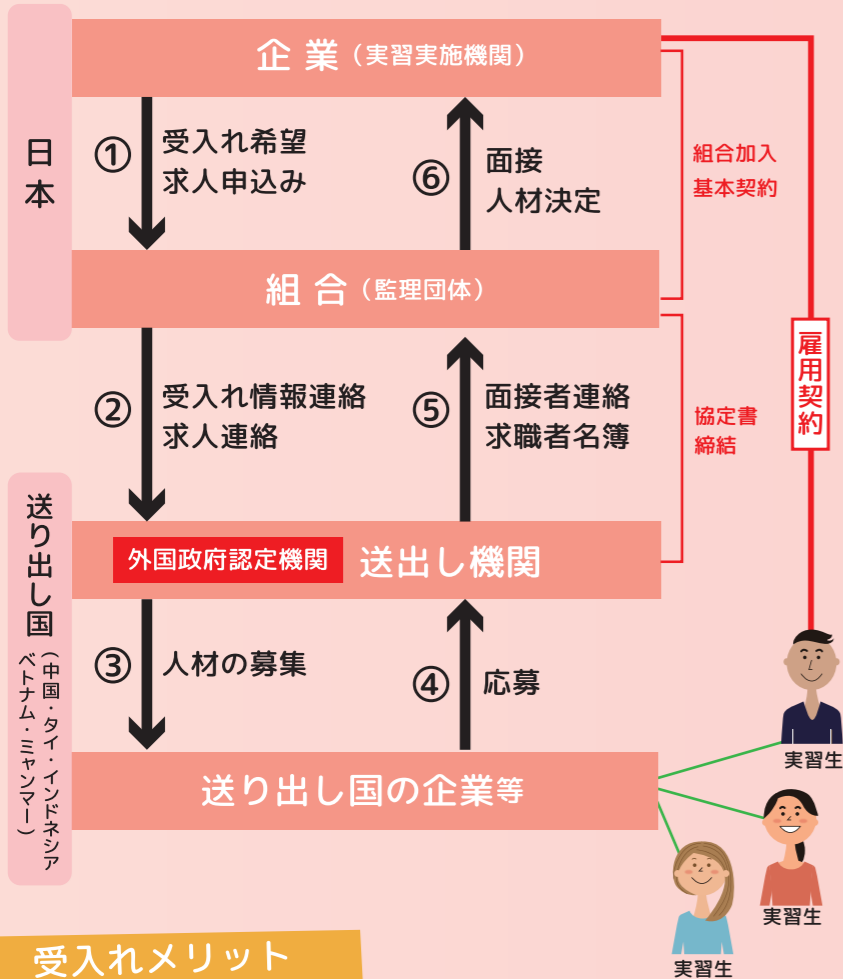 日本
企業（実習実施機関）
①
受入れ希望
求人申込み
⑥
面接
人材決定
組合加入
基本契約
組合（監理団体）
②
受入れ情報連絡
求人連絡
⑤
面接者連絡
求職者名簿
協定書
締結
雇用契約
送り出し国
（中国・タイ・インドネシア
ベトナム・ミャンマー）
外国政府認定機関 送出し機関
③
人材の募集
④
応募
送り出し国の企業等
実習生
実習生
実習生
受入れメリット